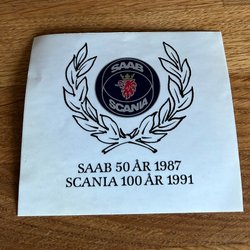 SAAB
SCANIA
SAAB 50 ÅR 1987
SCANIA 100 ÅR 1991